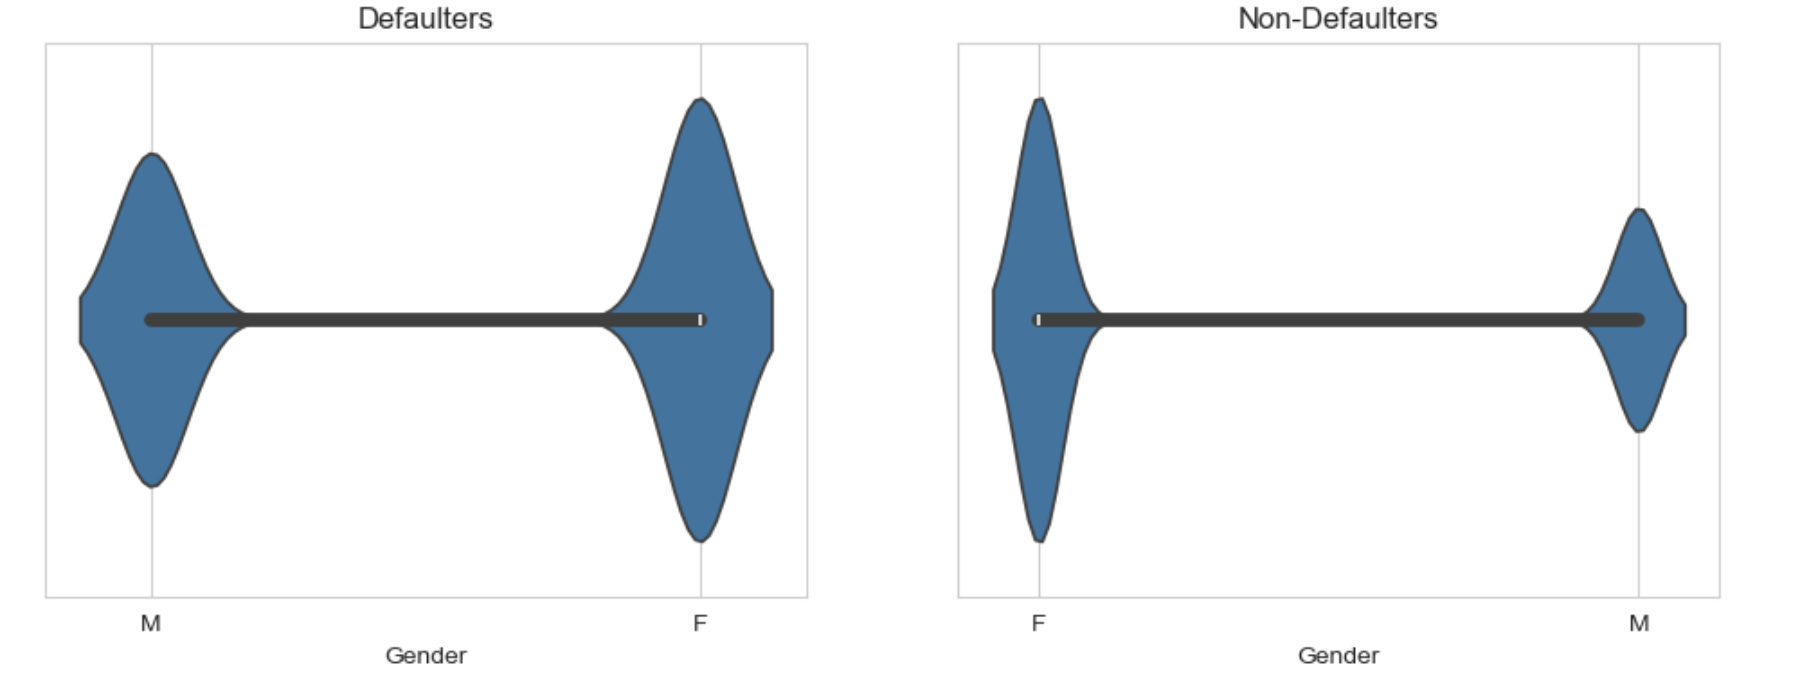 Defaulters
M
F
Gender
Non-Defaulters
F
M
Gender